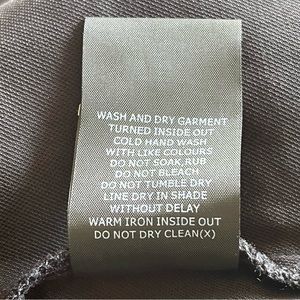 WASH AND DRY GARMENT
TURNED INSIDE OUT
COLD HAND WASH
WITH LIKE COLOURS
DO NOT SOAK,RUB
DO NOT BLEACH
DO NOT TUMBLE DRY
LINE DRY IN SHADE
WITHOUT DELAY
WARM IRON INSIDE OUT
DO NOT DRY CLEAN(X)